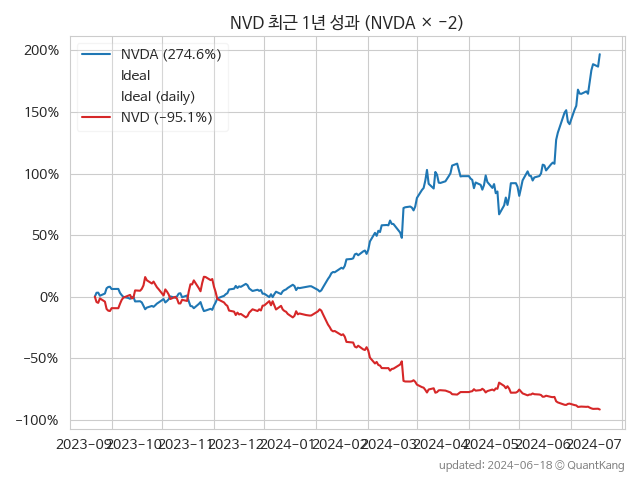 NVD 최근 1년 성과 (NVDA × −2)
200%
150%
100%
50%
0%
−50%
−100%
NVDA (274.6%)
Ideal
Ideal (daily)
NVD (−95.1%)
2023-09 2023-10 2023-11 2023-12 2024-01 2024-02 2024-03 2024-04 2024-05 2024-06 2024-07
updated: 2024-06-18 © QuantKang